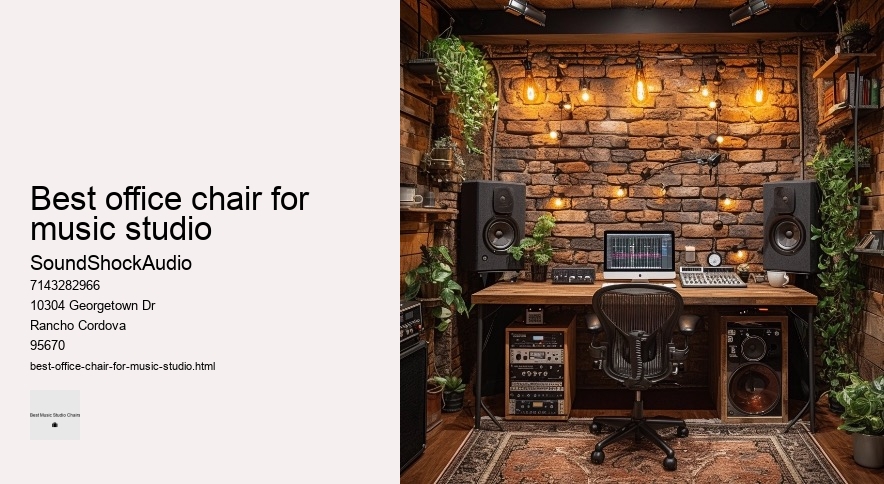 Best office chair for
music studio
SoundShockAudio
7143282966
10304 Georgetown Dr
Rancho Cordova
95670
best-office-chair-for-music-studio.html
Best Music Studio Chairs